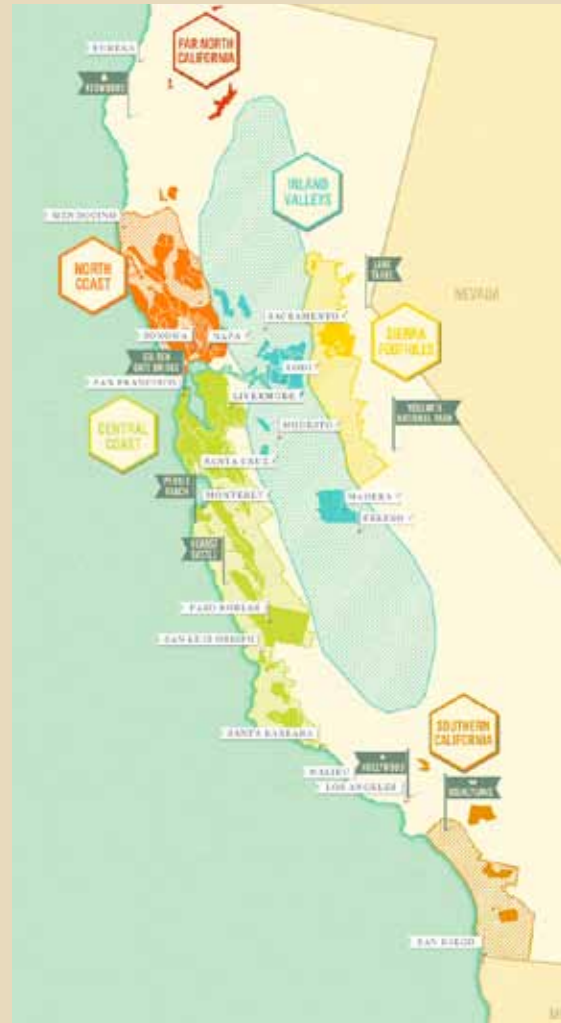 EUREKA
FAR NORTH
CALIFORNIA
REDWOODS
INLAND
VALLEYS
MENDOCINO
NORTH
COAST
LAKE
TAHOE
NEVADA
SACRAMENTO
SIERRA
FOOTHILLS
SONOMA
NAPA
GOLDEN
GATE BRIDGE
LODI
SAN FRANCISCO
LIVERMORE
CENTRAL
COAST
MODESTO
YOSEMITE
NATIONAL PARK
SANTA CRUZ
PEBBLE
BEACH
MONTEREY
MADERA
FRESNO
HEARST
CASTLE
PASO ROBLES
SAN LUIS OBISPO
SANTA BARBARA
SOUTHERN
CALIFORNIA
HOLLYWOOD
MALIBU
LOS ANGELES
SAN DIEGO